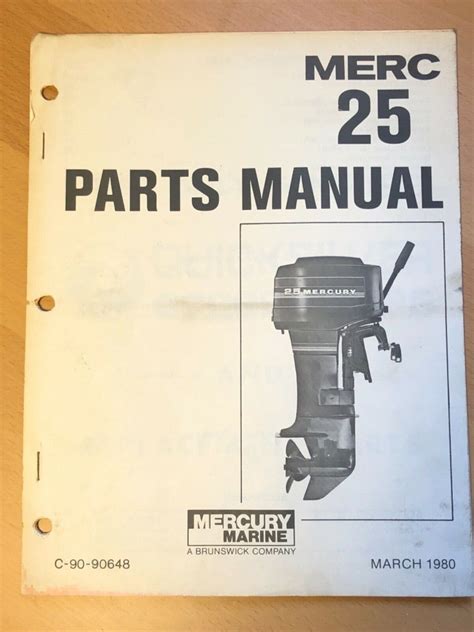 MERC
25
PARTS MANUAL
25 MERCURY
MERCURY
MARINE
A BRUNSWICK COMPANY
C-90-90648
MARCH 1980